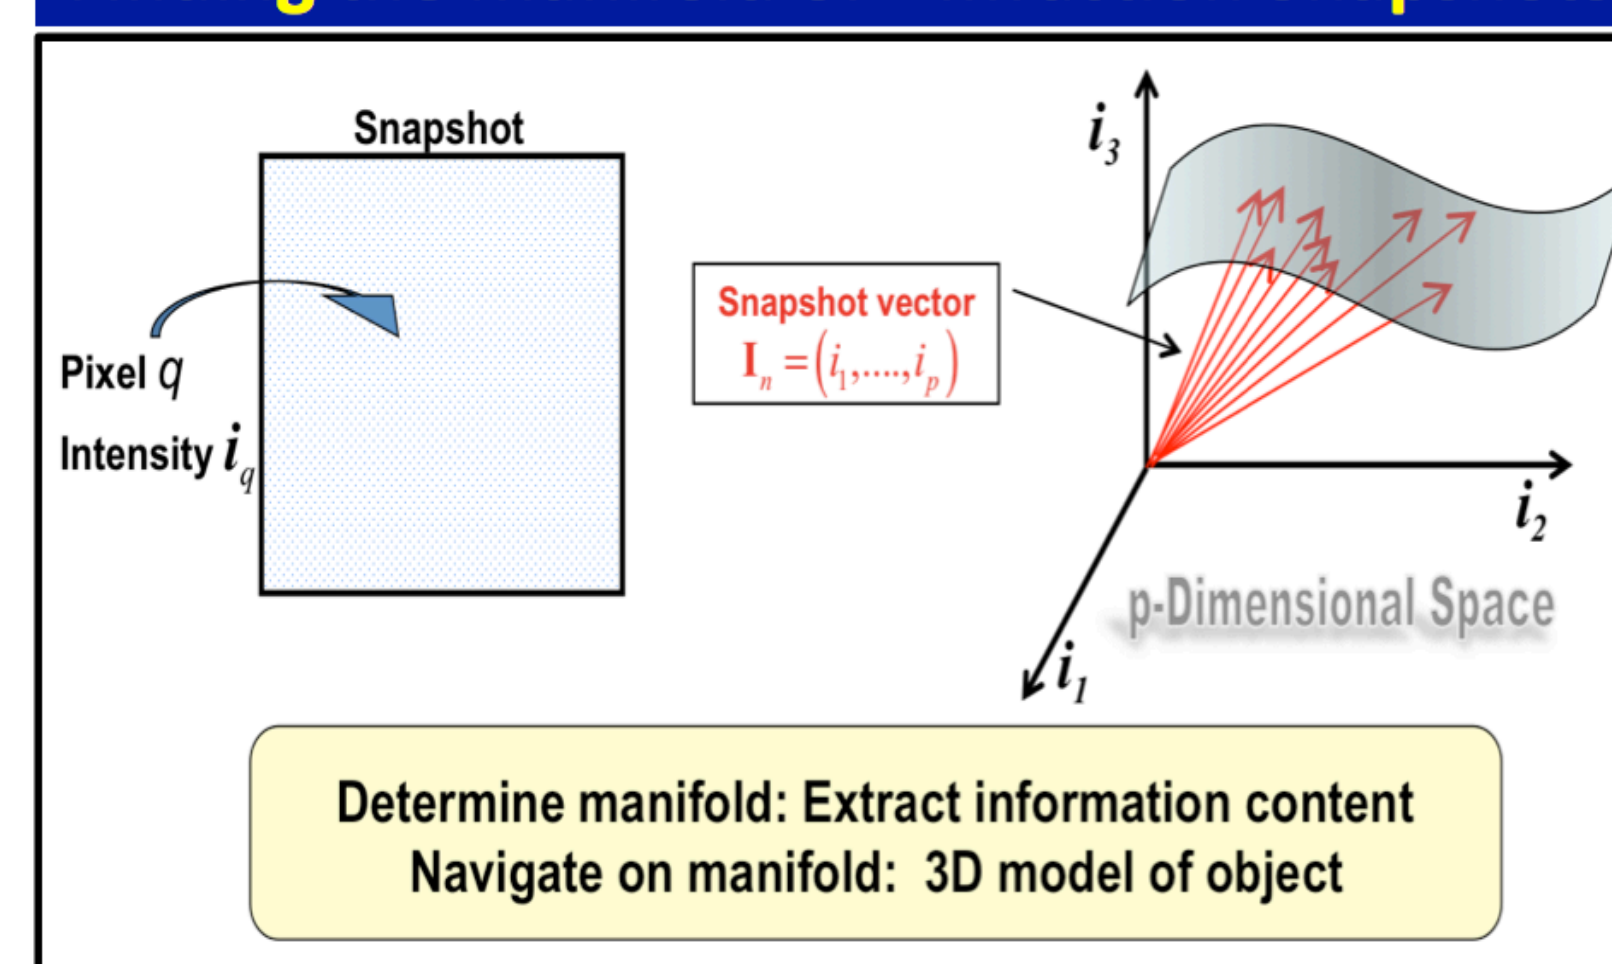 Snapshot
Pixel q
Intensity i_q
Snapshot vector
I_n = (i_1,....,i_p)
i_3
i_2
i_1
p-Dimensional Space
Determine manifold: Extract information content
Navigate on manifold: 3D model of object